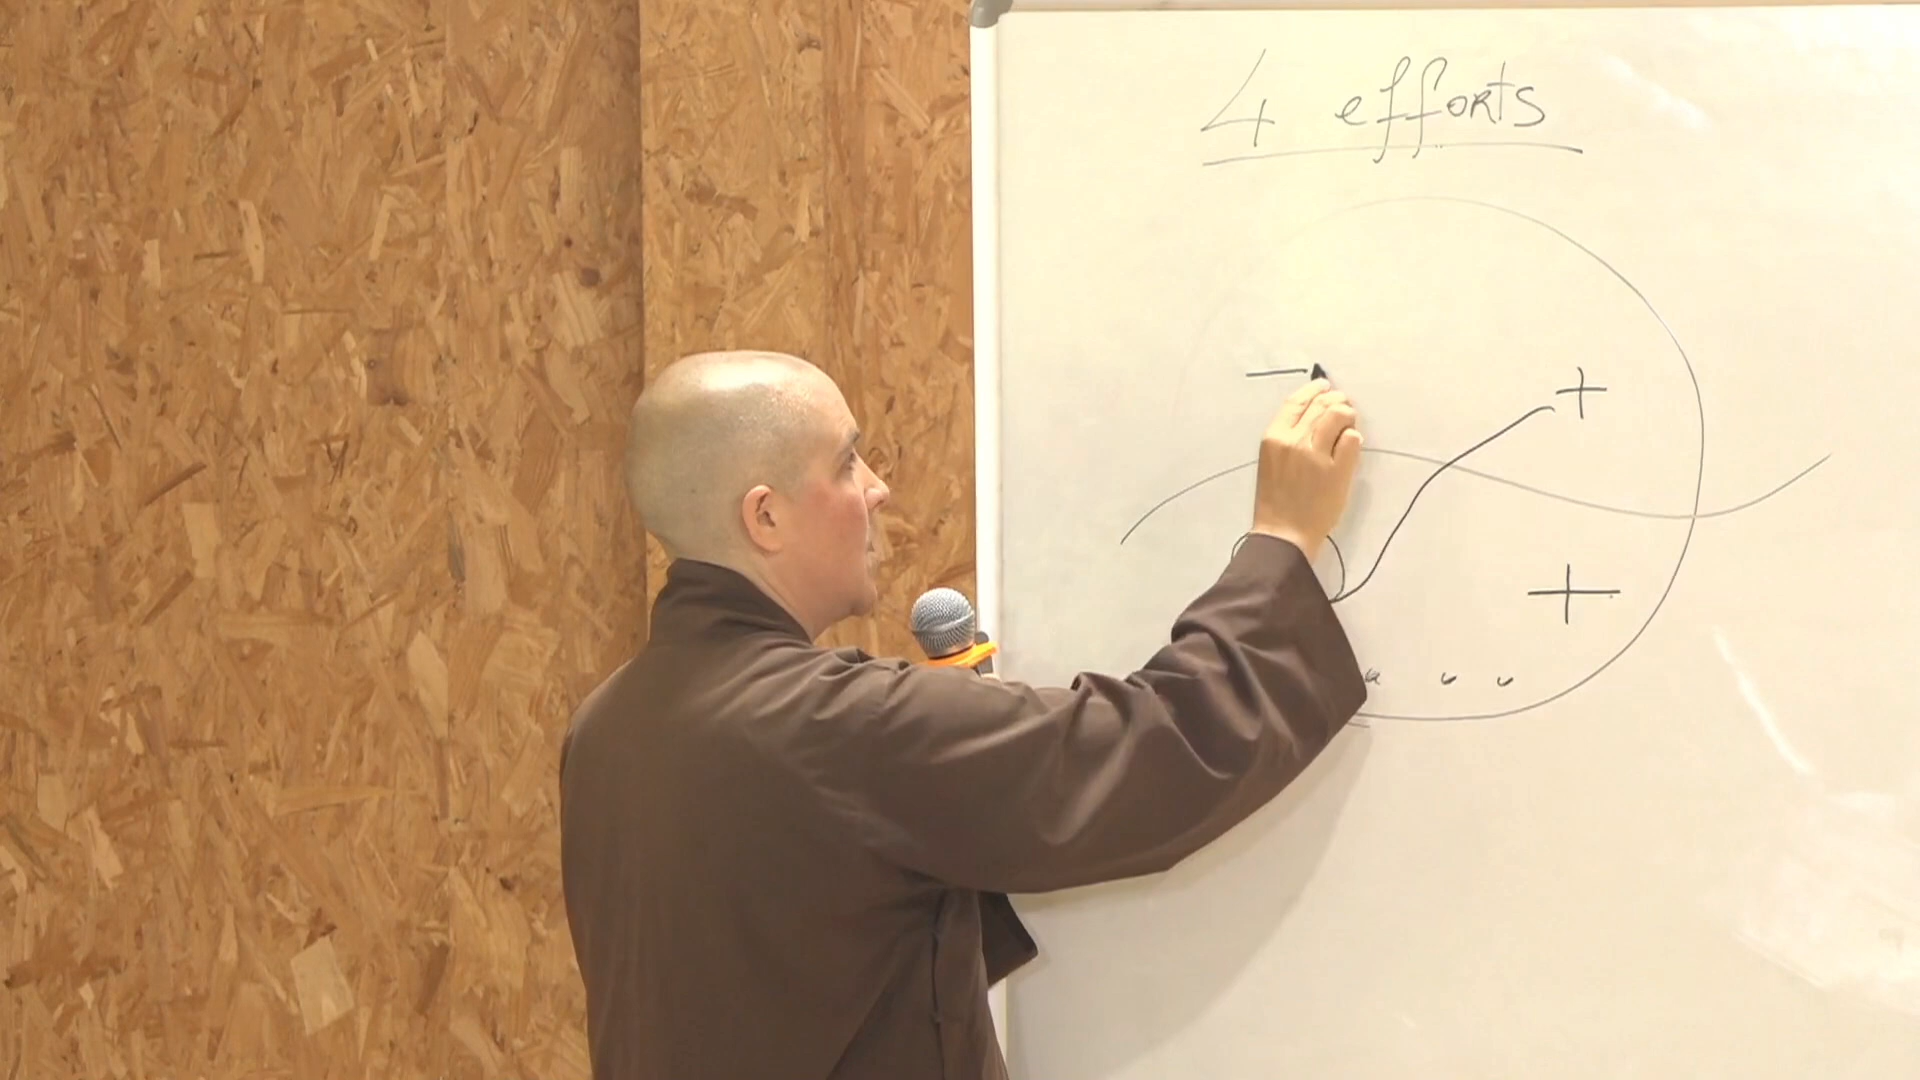 4 efforts
- +
+